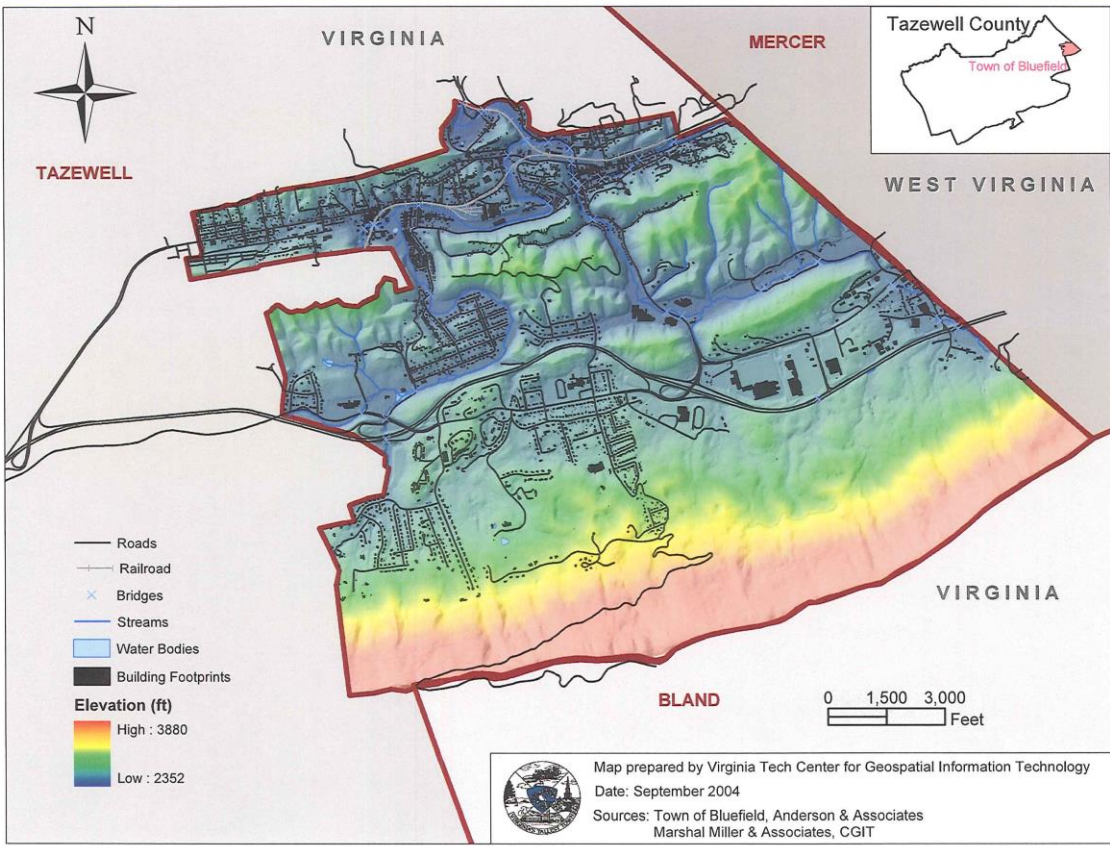 N
VIRGINIA
MERCER
Tazewell County
Town of Bluefield
TAZEWELL
WEST VIRGINIA
Roads
Railroad
Bridges
Streams
Water Bodies
Building Footprints
Elevation (ft)
High : 3880
Low : 2352
VIRGINIA
BLAND
0 1,500 3,000
Feet
Map prepared by Virginia Tech Center for Geospatial Information Technology
Date: September 2004
Sources: Town of Bluefield, Anderson & Associates
Marshal Miller & Associates, CGIT